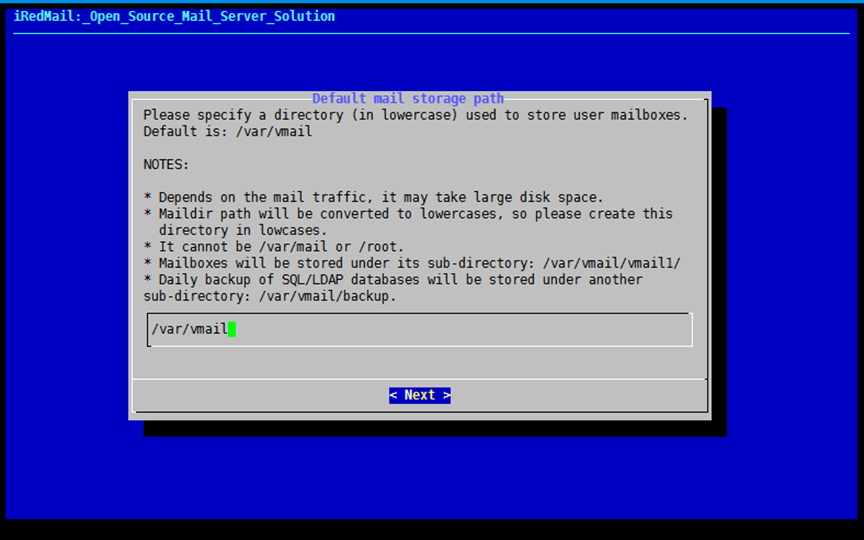 iRedMail:_Open_Source_Mail_Server_Solution
Default mail storage path
Please specify a directory (in lowercase) used to store user mailboxes.
Default is: /var/vmail
NOTES:
* Depends on the mail traffic, it may take large disk space.
* Maildir path will be converted to lowercases, so please create this
directory in lowcases.
* It cannot be /var/mail or /root.
* Mailboxes will be stored under its sub-directory: /var/vmail/vmail1/
* Daily backup of SQL/LDAP databases will be stored under another
sub-directory: /var/vmail/backup.
/var/vmail
< Next >